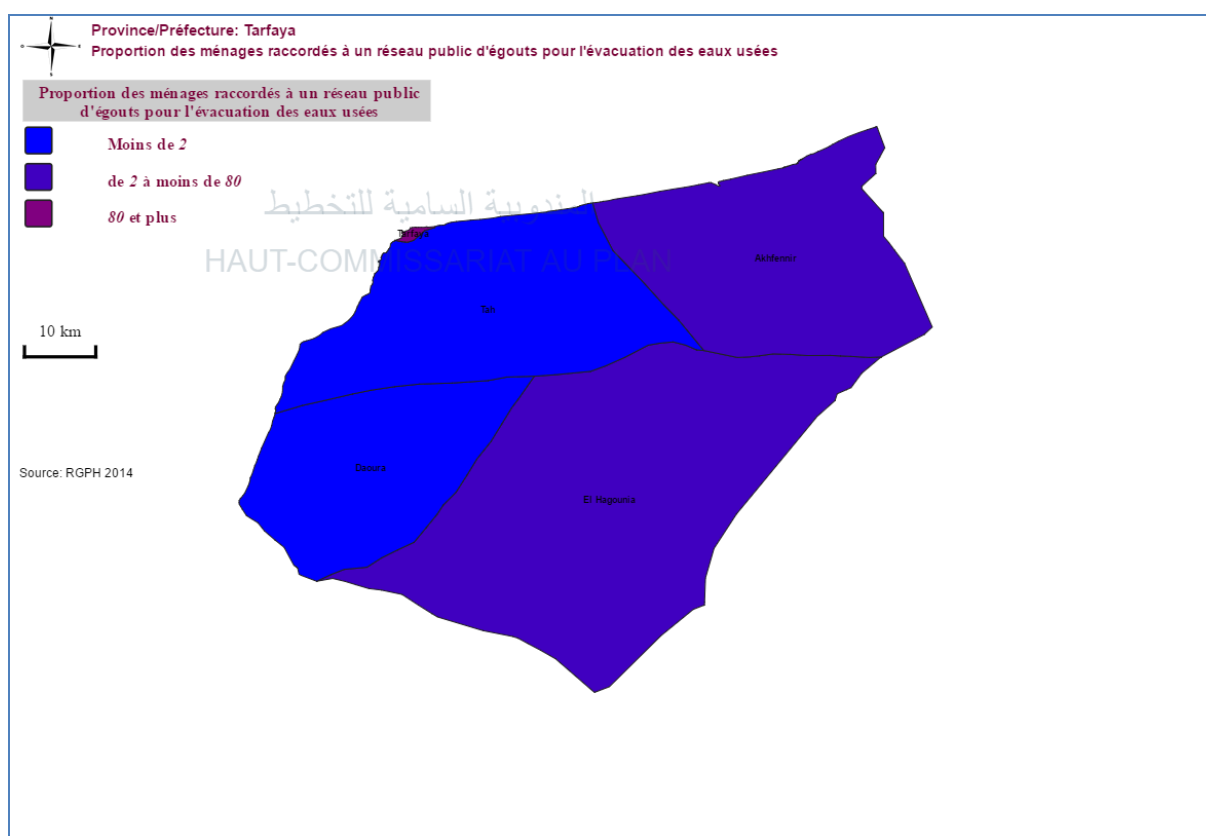 Province/Préfecture: Tarfaya
Proportion des ménages raccordés à un réseau public d'égouts pour l'évacuation des eaux usées
Proportion des ménages raccordés à un réseau public
d'égouts pour l'évacuation des eaux usées
Moins de 2
de 2 à moins de 80
80 et plus
المندوبية السامية للتخطيط
HAUT-COMMISSARIAT AU PLAN
Tarfaya
Akhfennir
Tah
10 km
Daoura
Source: RGPH 2014
El Hagounia